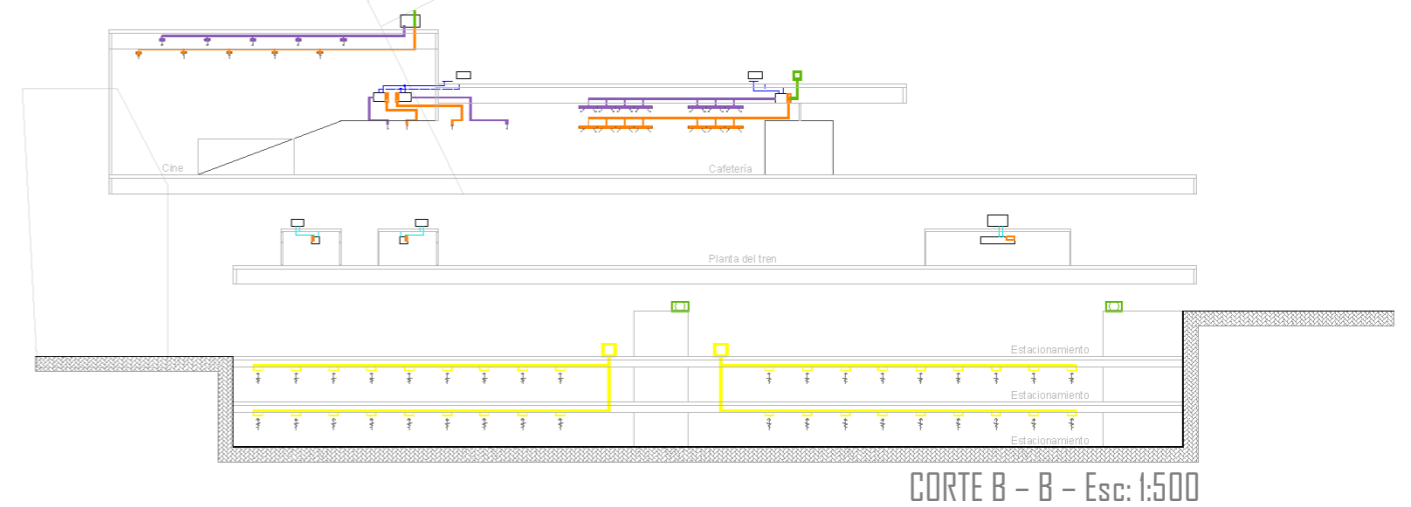 Cine
Cafetería
Planta del tren
Estacionamiento
Estacionamiento
Estacionamiento
CORTE B – B – Esc: 1:500